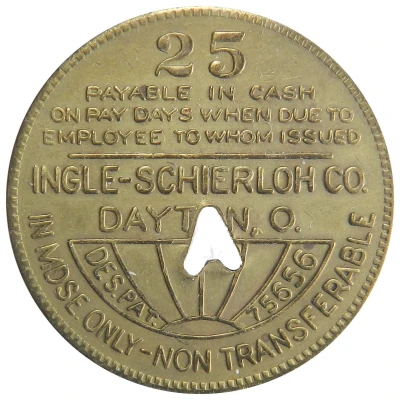 25
PAYABLE IN CASH
ON PAY DAYS WHEN DUE TO
EMPLOYEE TO WHOM ISSUED
INGLE-SCHIERLOH CO.
DAYTON, O.
DES. PAT. 75656
IN MDSE ONLY - NON TRANSFERABLE